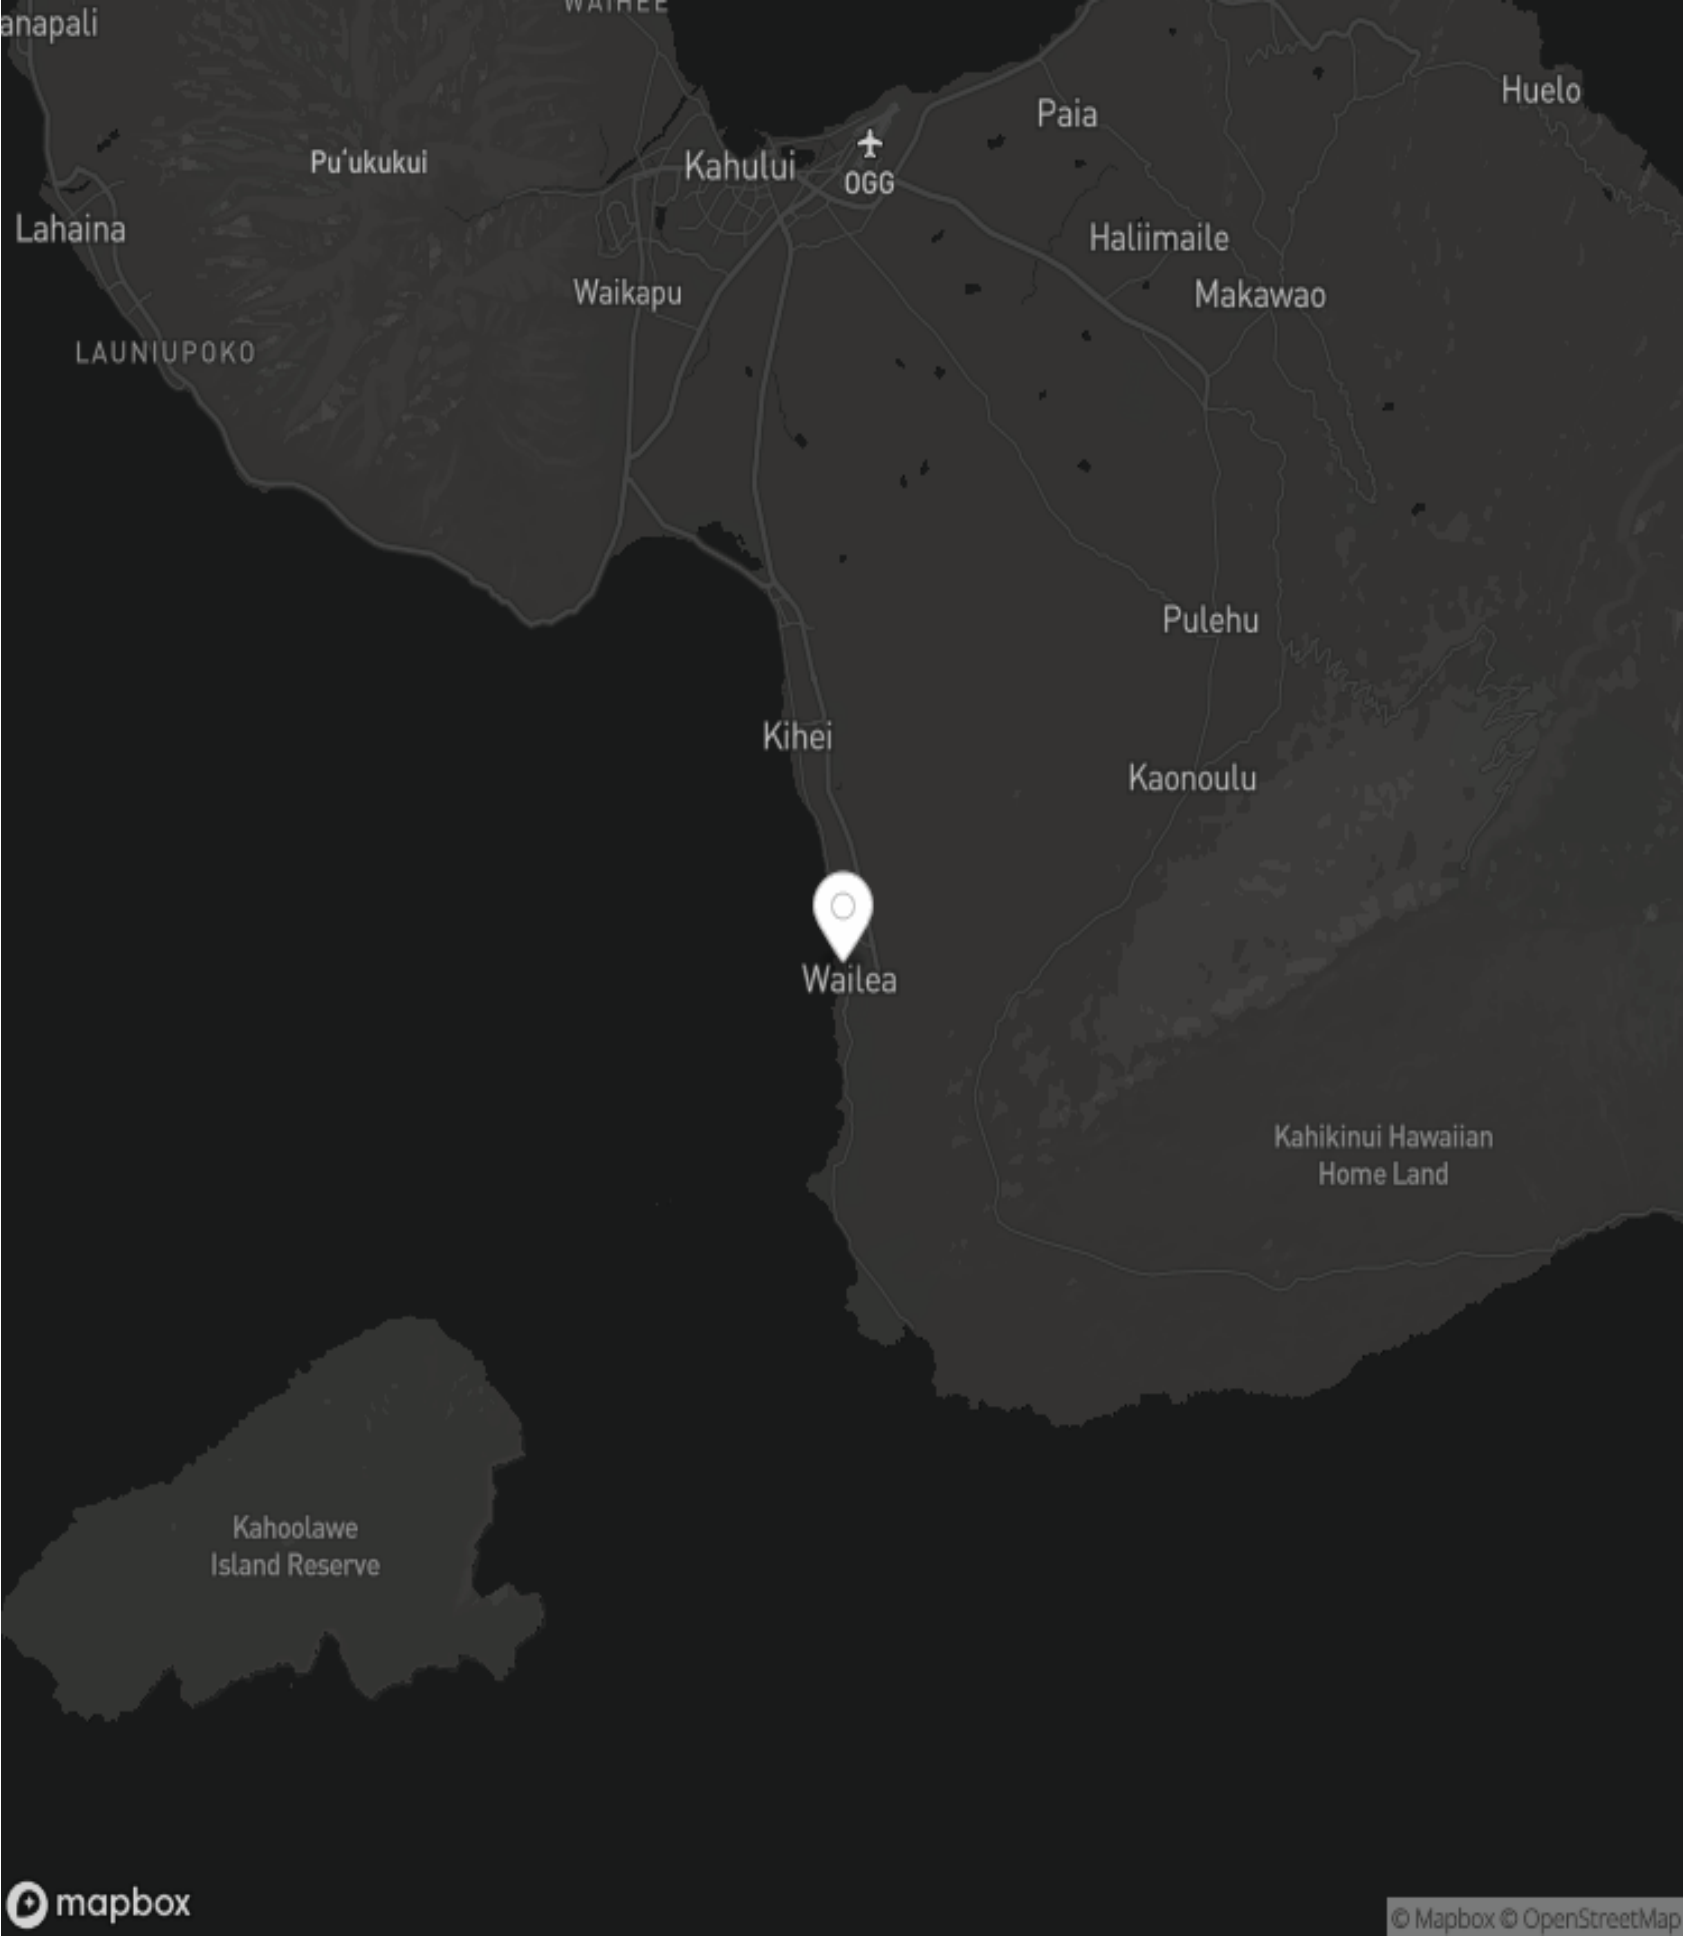 WAIHEE
anapali
Huelo
Paia
Pu'ukukui
Kahului
OGG
Lahaina
Haliimaile
Waikapu
Makawao
LAUNIUPOKO
Pulehu
Kihei
Kaonoulu
Wailea
Kahikinui Hawaiian
Home Land
Kahoolawe
Island Reserve
mapbox
© Mapbox © OpenStreetMap